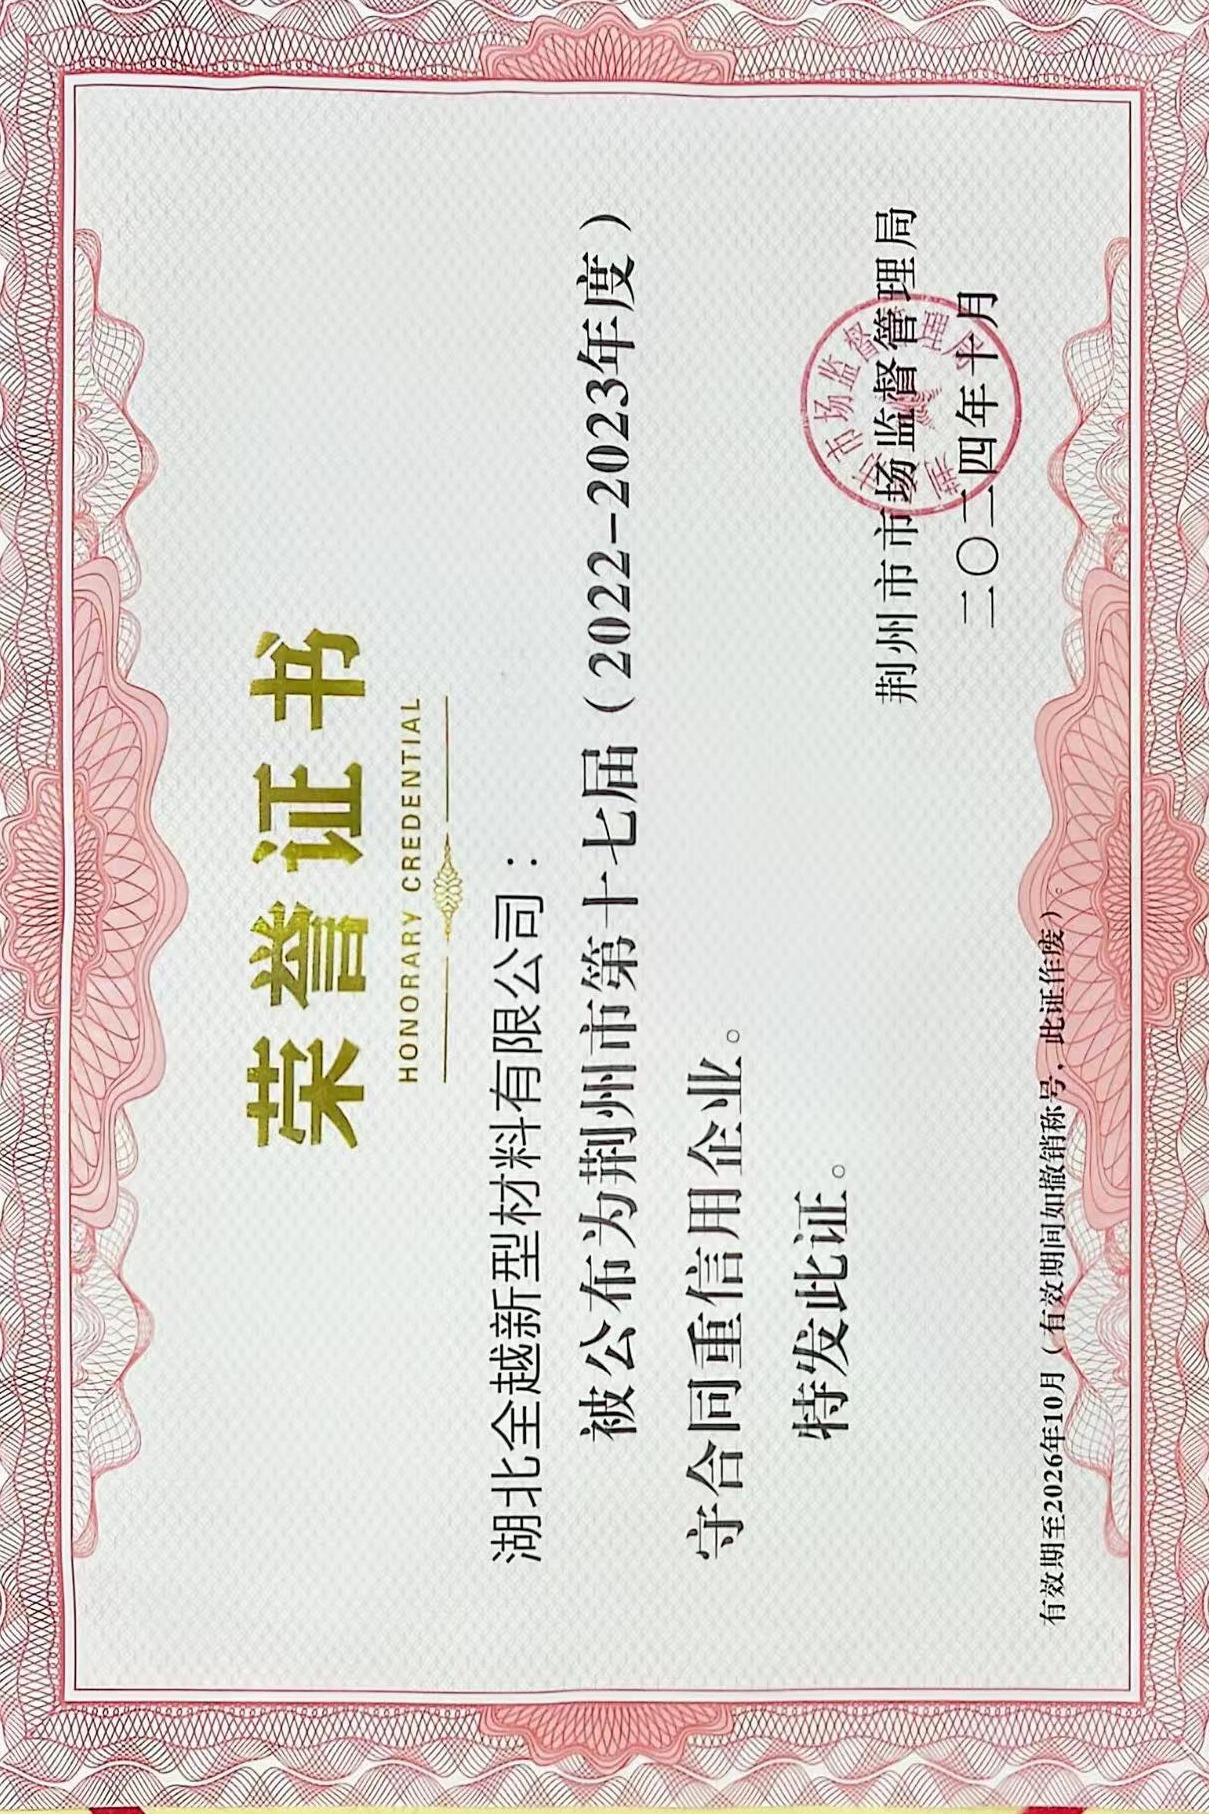 荣誉证书
HONORARY CREDENTIAL
湖北全越新型材料有限公司：
被公布为荆州市第十七届（2022-2023年度）
守合同重信用企业。
特发此证。
荆州市市场监督管理局
二〇二四年十月
有效期至2026年10月（有效期间如撤销称号，此证作废）。